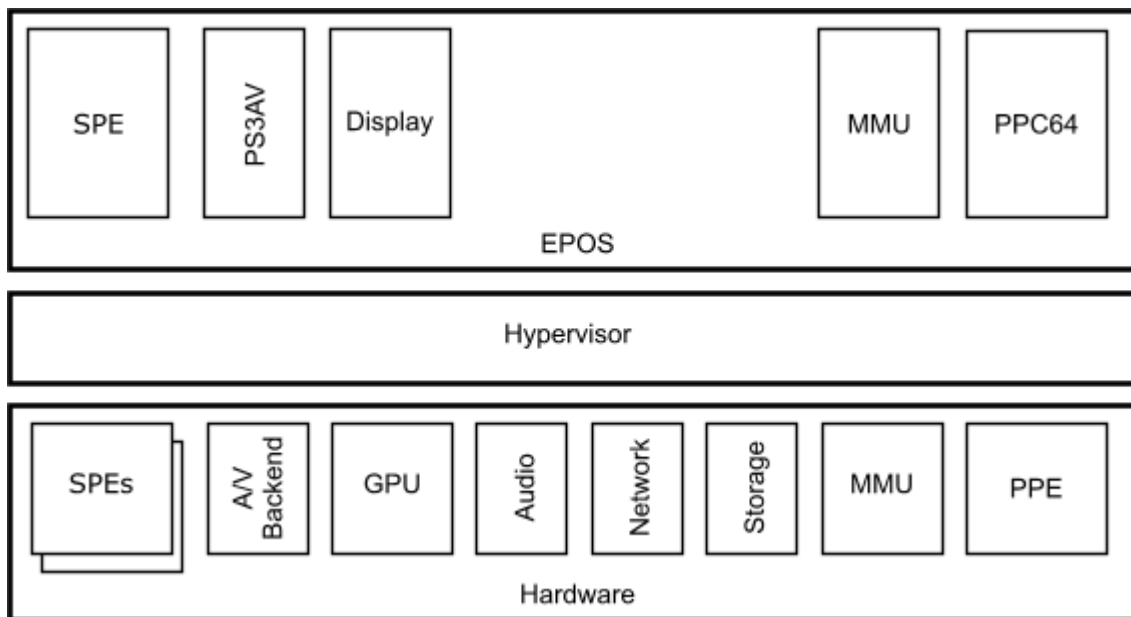 SPE
PS3AV
Display
MMU
PPC64
EPOS
Hypervisor
SPEs
A/V
Backend
GPU
Audio
Network
Storage
MMU
PPE
Hardware